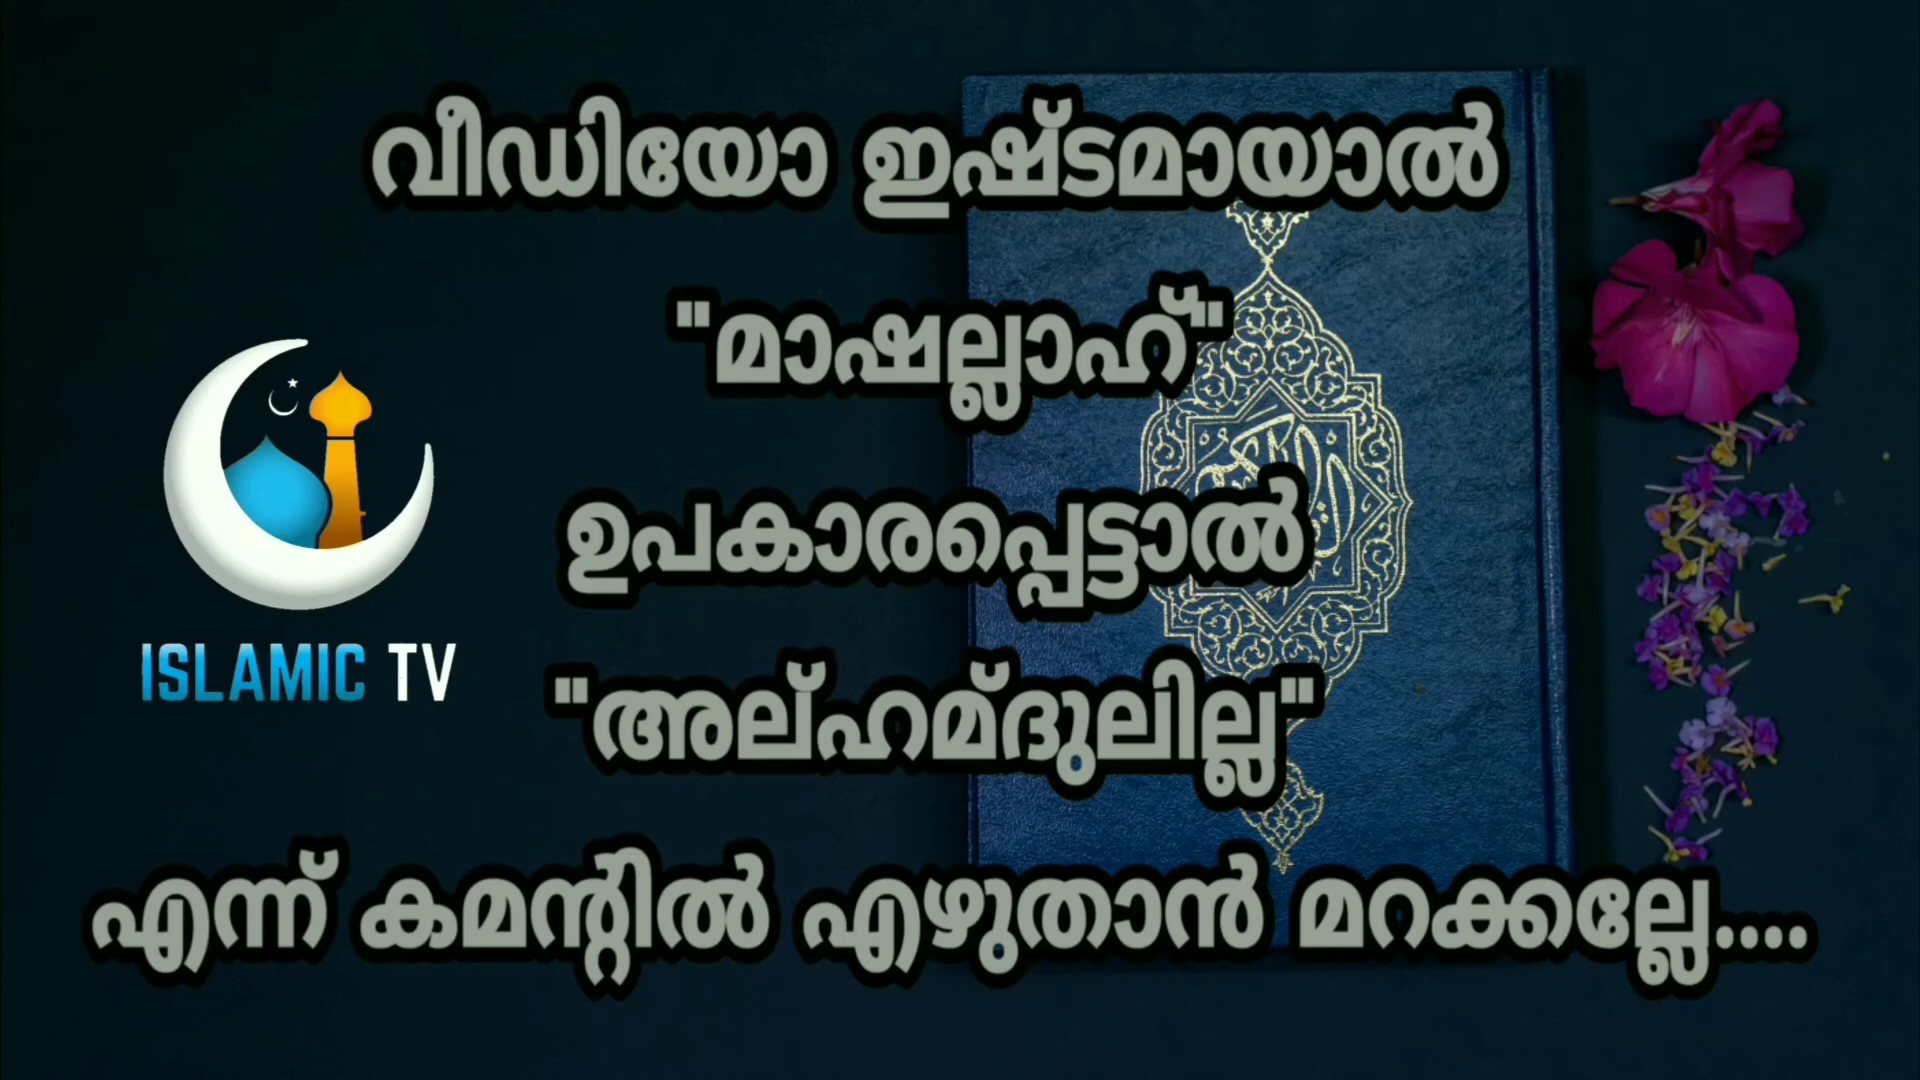 വീഡിയോ ഇഷ്ടമായാൽ
"മാഷല്ലാഹ്"
ഉപകാരപ്പെട്ടാൽ
"അല്ഹമ്ദുലില്ല"
എന്ന് കമന്റിൽ എഴുതാൻ മറക്കല്ലേ....
ISLAMIC TV